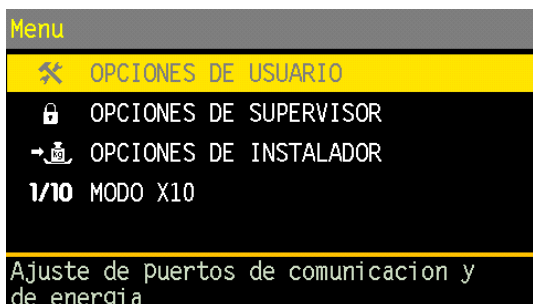 Menu
OPCIONES DE USUARIO
OPCIONES DE SUPERVISOR
kg OPCIONES DE INSTALADOR
1/10 MODO X10
Ajuste de puertos de comunicacion y
de energia